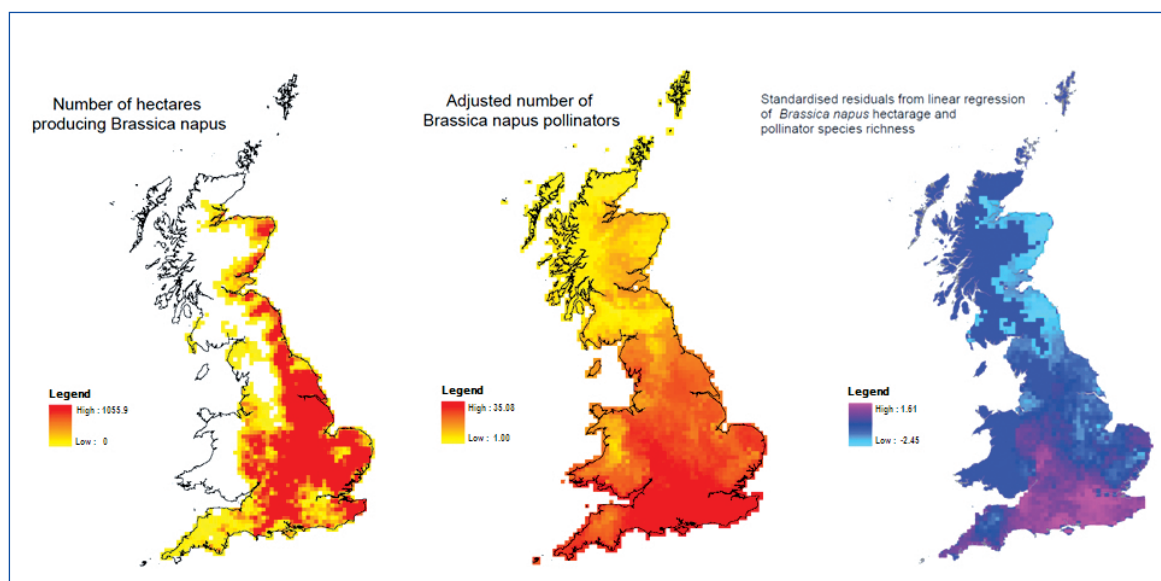 Number of hectares
producing Brassica napus
Legend
High : 1055.9
Low : 0
Adjusted number of
Brassica napus pollinators
Legend
High : 35.08
Low : 1.00
Standardised residuals from linear regression
of Brassica napus hectarage and
pollinator species richness
Legend
High : 1.61
Low : -2.45